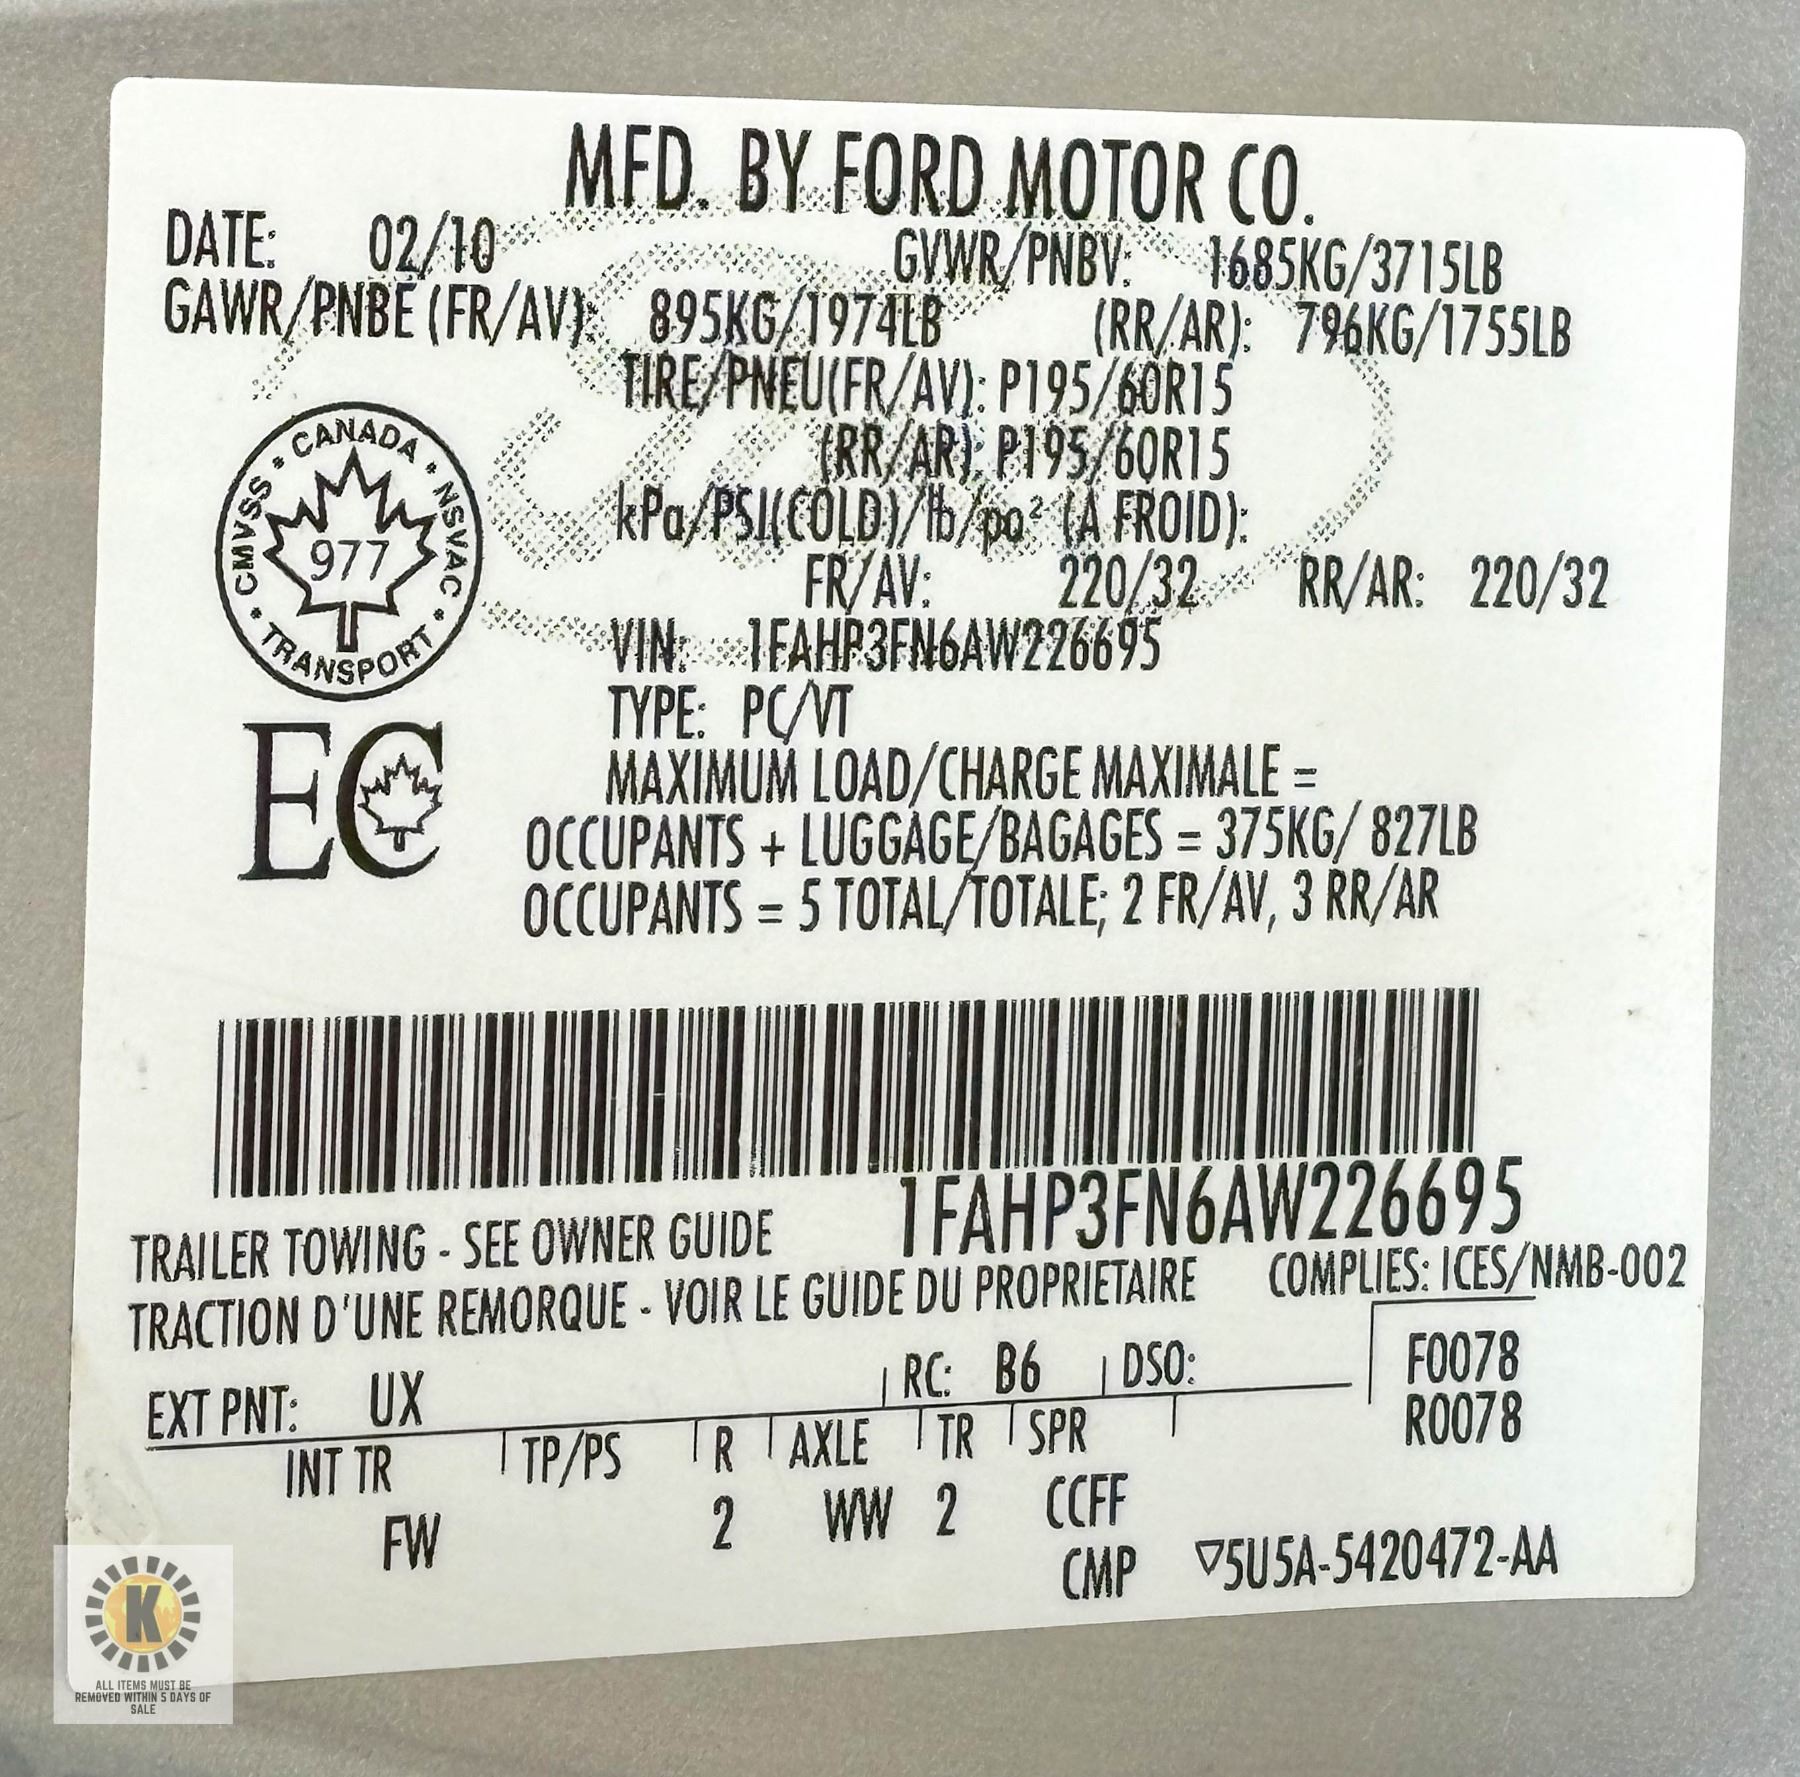 MFD. BY FORD MOTOR CO.
DATE: 02/10 GVWR/PNBV: 1685KG/3715LB
GAWR/PNBE (FR/AV): 895KG/1974LB (RR/AR): 796KG/1755LB
TIRE/PNEU(FR/AV): P195/60R15
(RR/AR): P195/60R15
kPa/PSI(COLD)/lb/po² (A FROID):
FR/AV: 220/32 RR/AR: 220/32
VIN: 1FAHP3FN6AW226695
TYPE: PC/VT
MAXIMUM LOAD/CHARGE MAXIMALE =
OCCUPANTS + LUGGAGE/BAGAGES = 375KG/ 827LB
OCCUPANTS = 5 TOTAL/TOTALE; 2 FR/AV, 3 RR/AR
CMVSS • CANADA • NSVAC • TRANSPORT •
977
EC
1FAHP3FN6AW226695
TRAILER TOWING - SEE OWNER GUIDE
TRACTION D'UNE REMORQUE - VOIR LE GUIDE DU PROPRIETAIRE
COMPLIES: ICES/NMB-002
EXT PNT: UX RC: B6 DSO:
F0078
R0078
INT TR TP/PS R AXLE TR SPR
FW 2 WW 2 CCFF
CMP ▽5U5A-5420472-AA
K
ALL ITEMS MUST BE
REMOVED WITHIN 5 DAYS OF
SALE